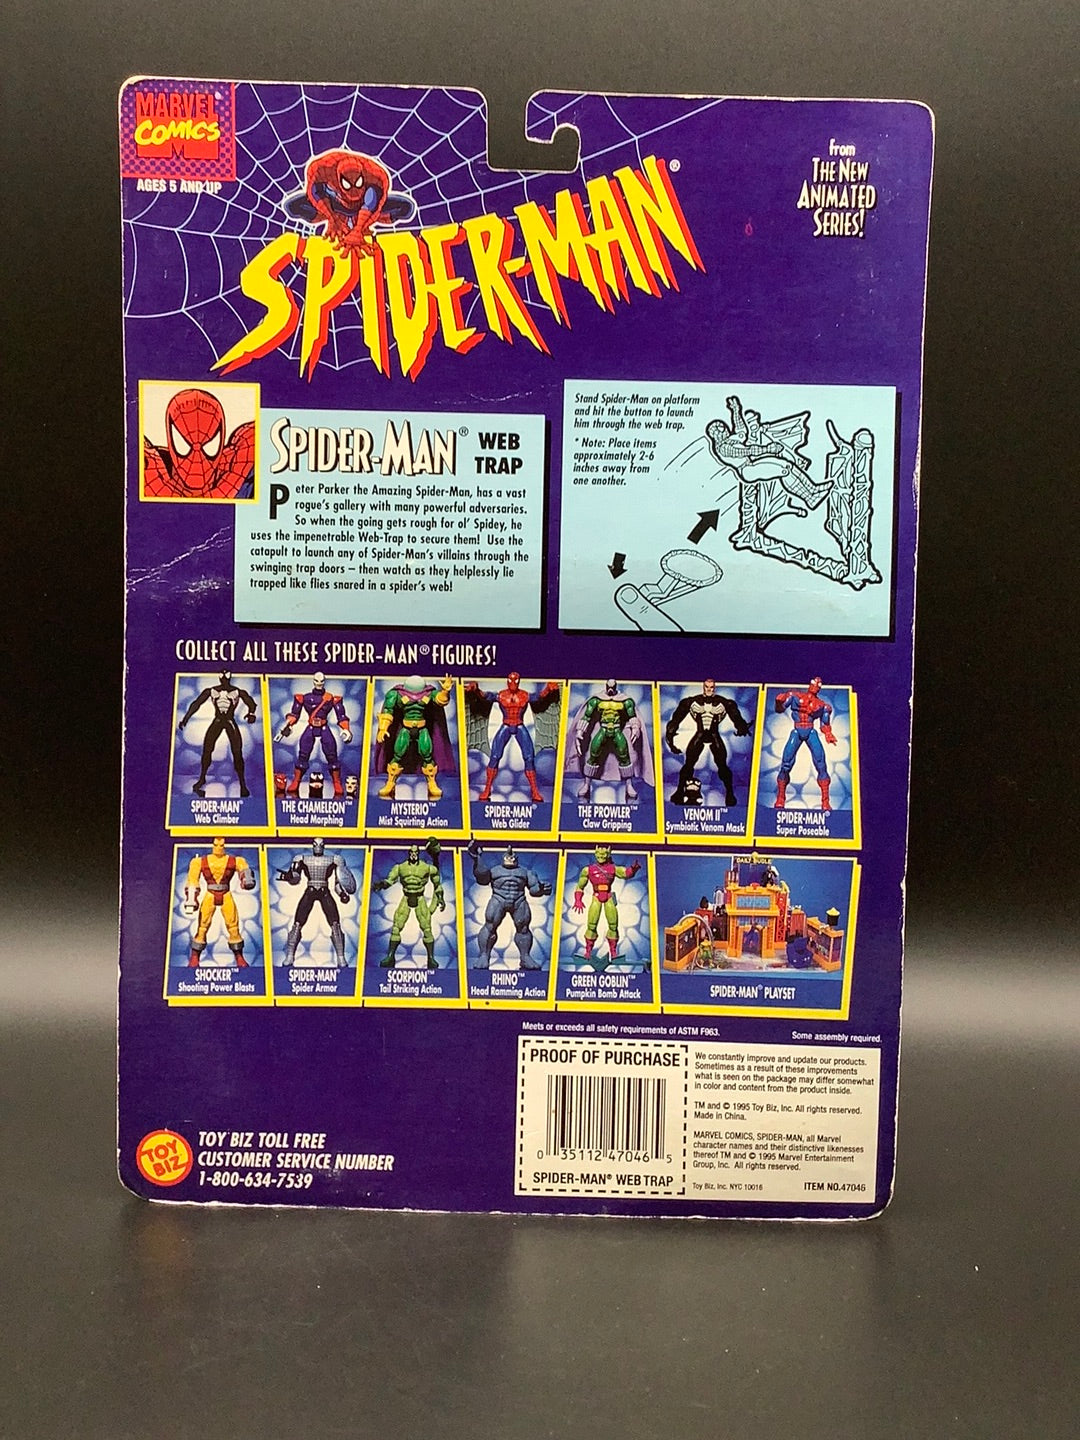 MARVEL
COMICS
AGES 5 AND UP
from
THE NEW
ANIMATED
SERIES!
SPIDER-MAN®
SPIDER-MAN®
WEB
TRAP
Peter Parker the Amazing Spider-Man, has a vast
rogue's gallery with many powerful adversaries.
So when the going gets rough for ol' Spidey, he
uses the impenetrable Web-Trap to secure them! Use the
catapult to launch any of Spider-Man's villains through the
swinging trap doors – then watch as they helplessly lie
trapped like flies snared in a spider's web!
Stand Spider-Man on platform
and hit the button to launch
him through the web trap.
* Note: Place items
approximately 2-6
inches away from
one another.
COLLECT ALL THESE SPIDER-MAN® FIGURES!
SPIDER-MAN®
Web Climber
THE CHAMELEON™
Head Morphing
MYSTERIO™
Mist Squirting Action
SPIDER-MAN®
Web Glider
THE PROWLER™
Claw Gripping
VENOM II™
Symbiotic Venom Mask
SPIDER-MAN®
Super Poseable
SHOCKER™
Shooting Power Blasts
SPIDER-MAN®
Spider Armor
SCORPION™
Tail Striking Action
RHINO™
Head Ramming Action
GREEN GOBLIN™
Pumpkin Bomb Attack
DAILY BUGLE
SPIDER-MAN® PLAYSET
Meets or exceeds all safety requirements of ASTM F963.
Some assembly required.
PROOF OF PURCHASE
0 35112 47046 5
SPIDER-MAN® WEB TRAP
We constantly improve and update our products.
Sometimes as a result of these improvements
what is seen on the package may differ somewhat
in color and content from the product inside.
TM and © 1995 Toy Biz, Inc. All rights reserved.
Made in China.
MARVEL COMICS, SPIDER-MAN, all Marvel
character names and their distinctive likenesses
thereof TM and © 1995 Marvel Entertainment
Group, Inc. All rights reserved.
Toy Biz, Inc. NYC 10016
ITEM NO.47046
TOY
BIZ
TOY BIZ TOLL FREE
CUSTOMER SERVICE NUMBER
1-800-634-7539